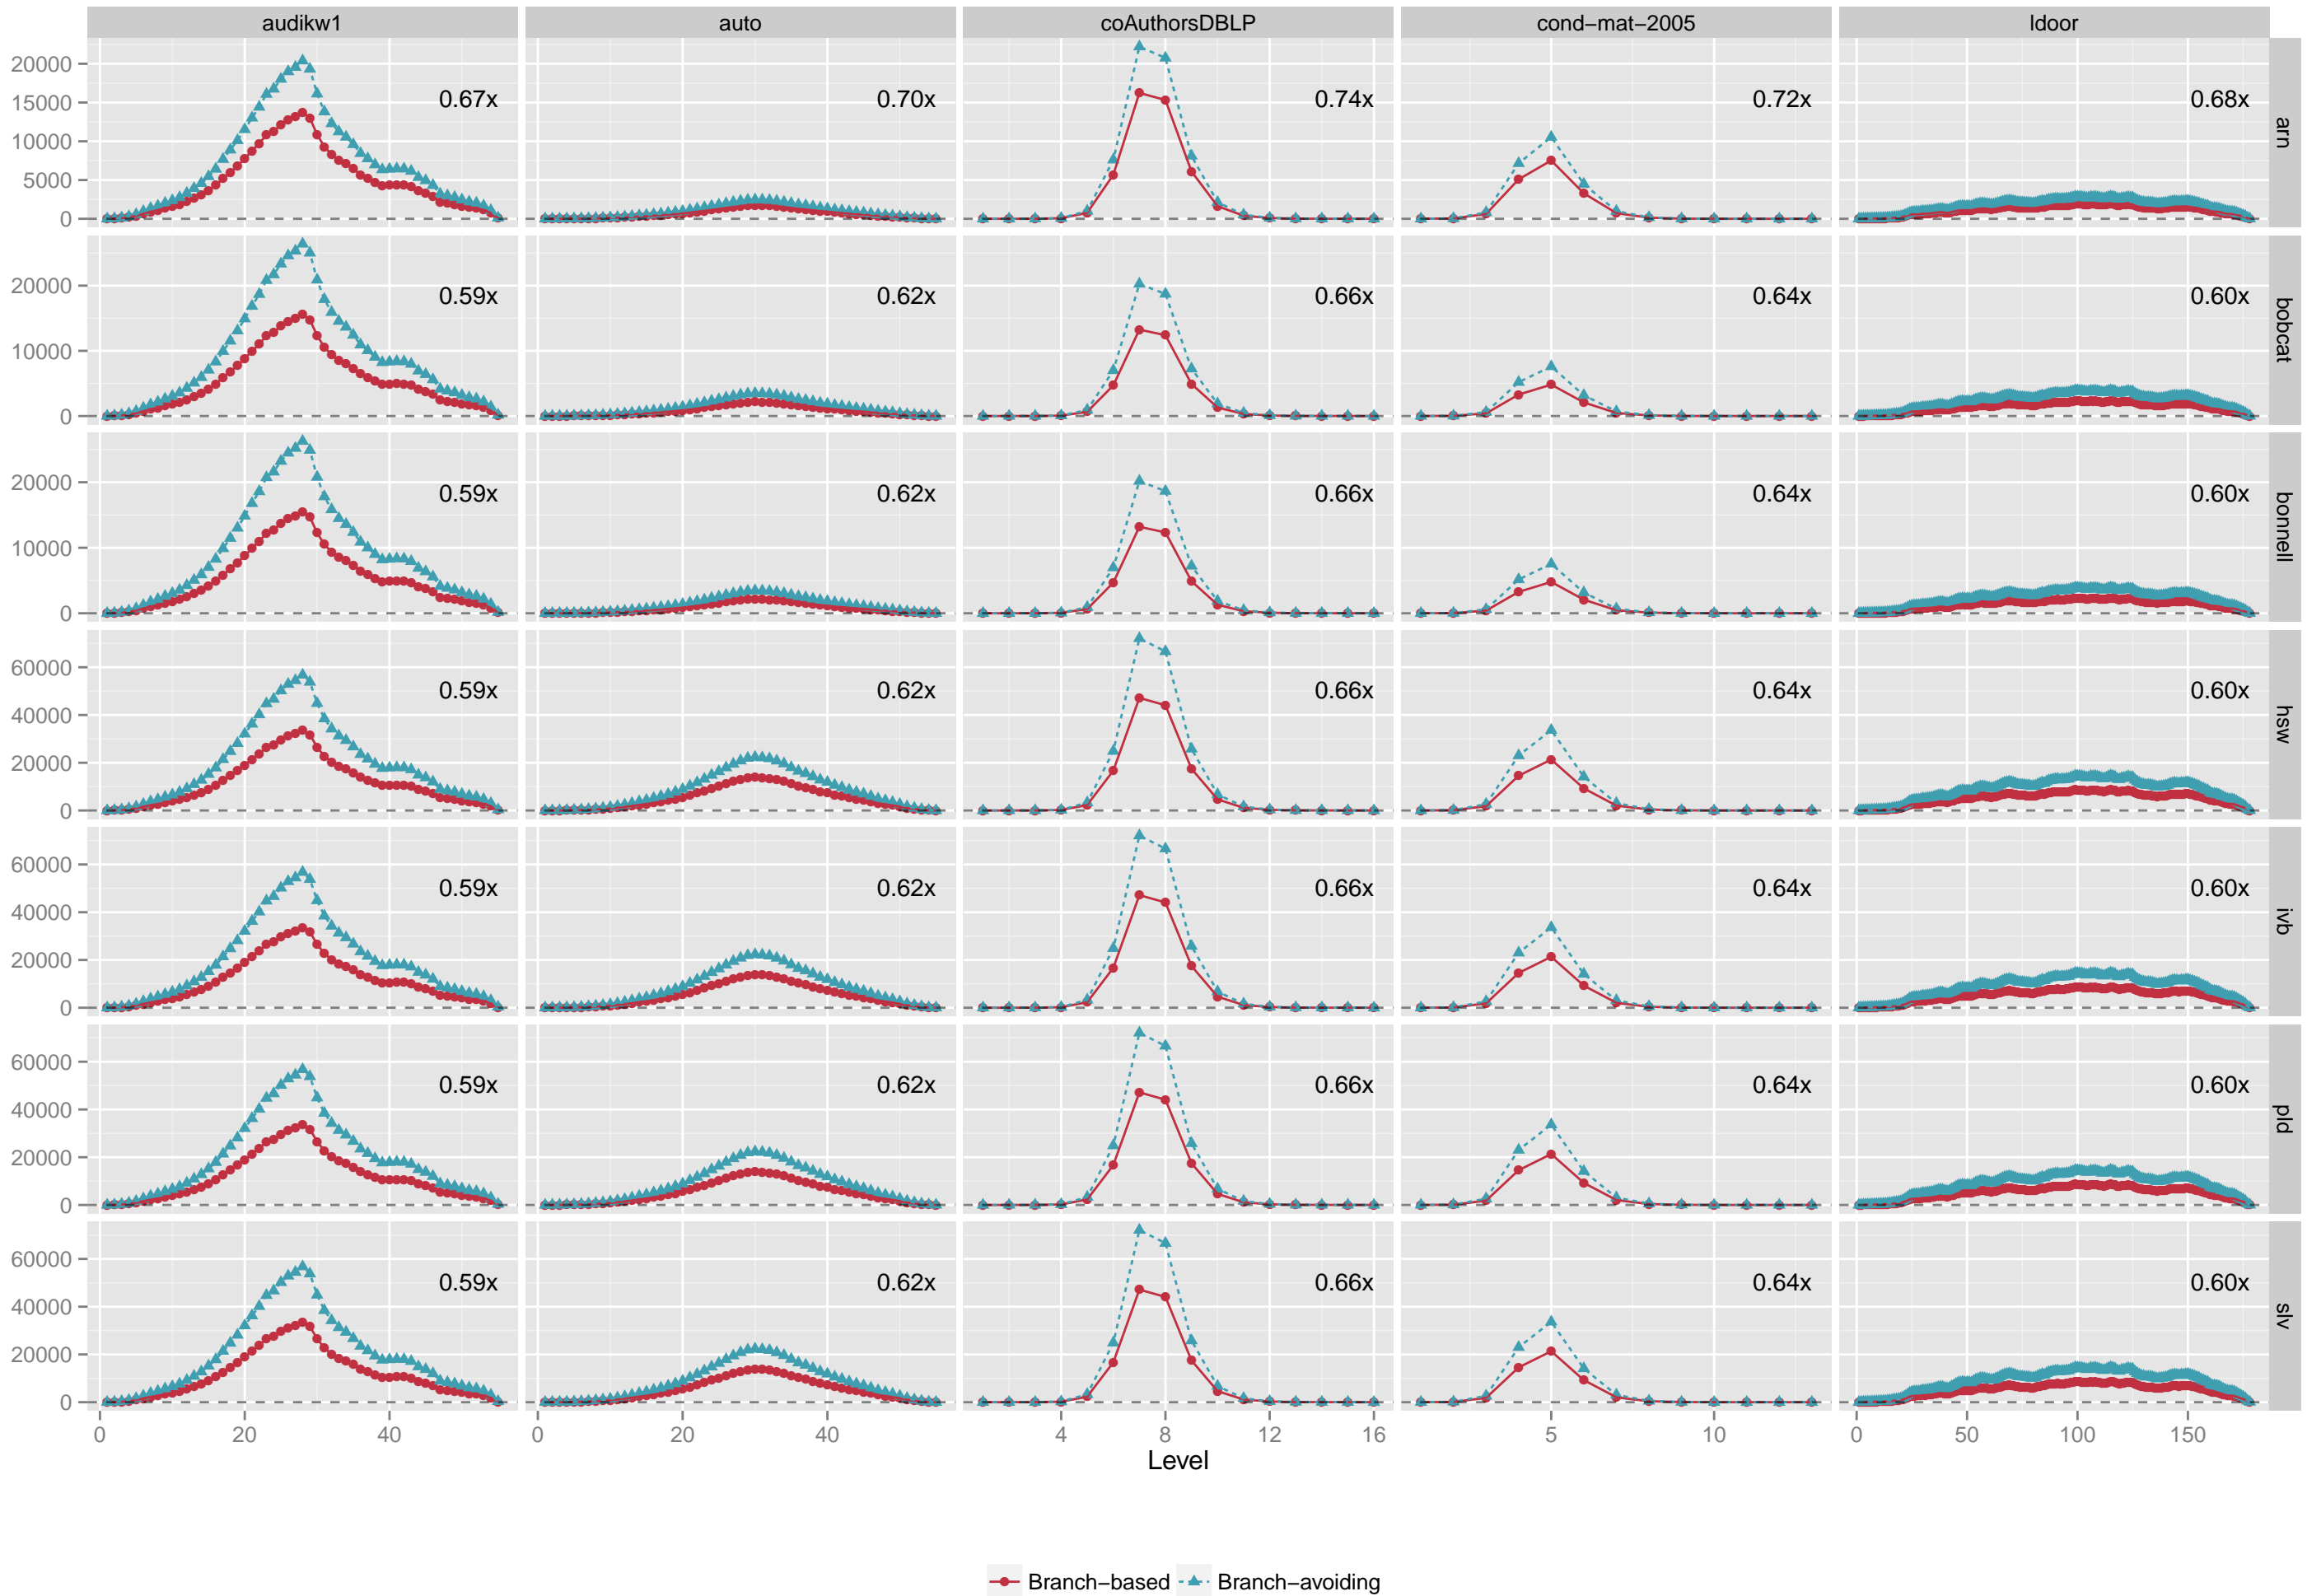 audikw1 auto coAuthorsDBLP cond−mat−2005 ldoor
20000
15000 0.67x 0.70x 0.74x 0.72x 0.68x arn
10000
5000
0
20000 0.59x 0.62x 0.66x 0.64x 0.60x bobcat
10000
0
20000 0.59x 0.62x 0.66x 0.64x 0.60x bonnell
10000
0
60000
40000 0.59x 0.62x 0.66x 0.64x 0.60x hsw
20000
0
60000
40000 0.59x 0.62x 0.66x 0.64x 0.60x ivb
20000
0
60000
40000 0.59x 0.62x 0.66x 0.64x 0.60x pld
20000
0
60000
40000 0.59x 0.62x 0.66x 0.64x 0.60x slv
20000
0
0 20 40 0 20 40 4 8 12 16 5 10 0 50 100 150
Level
Branch−based Branch−avoiding